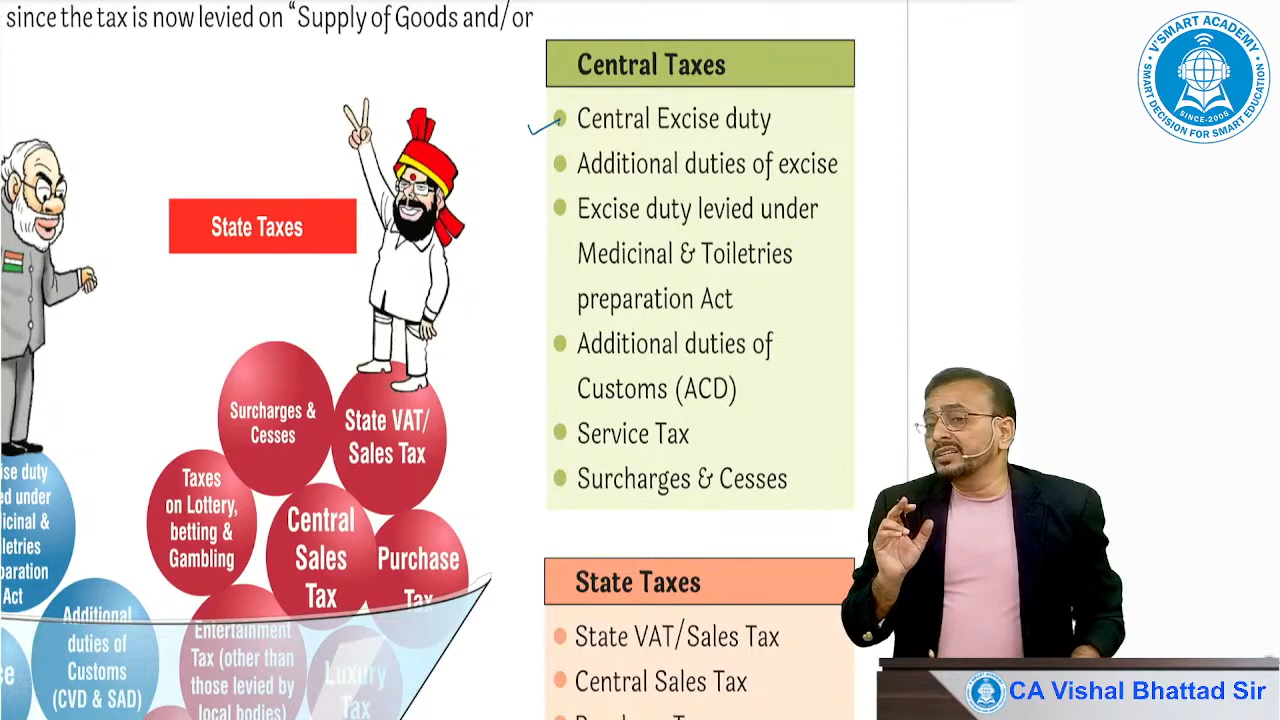 since the tax is now levied on “Supply of Goods and/or
Central Taxes
Central Excise duty
Additional duties of excise
Excise duty levied under
Medicinal & Toiletries
preparation Act
Additional duties of
Customs (ACD)
Service Tax
Surcharges & Cesses
State Taxes
State VAT/Sales Tax
Central Sales Tax
State Taxes
Surcharges &
Cesses
State VAT/
Sales Tax
Taxes
on Lottery,
betting &
Gambling
Central
Sales
Tax
Purchase
Tax
Entertainment
Tax (other than
those levied by
local bodies)
Luxury
Tax
under
Act
Additional
duties of
Customs
(CVD & SAD)
V'SMART ACADEMY
SMART DECISION FOR SMART EDUCATION
SINCE-2006
CA Vishal Bhattad Sir